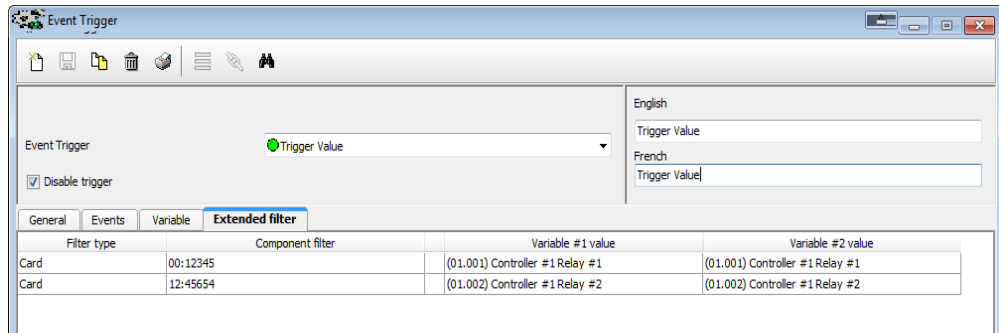 Event Trigger
English
Trigger Value
Event Trigger
Trigger Value
French
Trigger Value
Disable trigger
General Events Variable Extended filter
Filter type Component filter Variable #1 value Variable #2 value
Card 00:12345 (01.001) Controller #1 Relay #1 (01.001) Controller #1 Relay #1
Card 12:45654 (01.002) Controller #1 Relay #2 (01.002) Controller #1 Relay #2